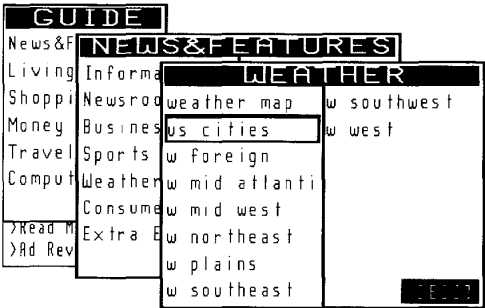 GUIDE
News&F
Living
Shoppi
Money
Travel
Comput
>Read M
>Ad Rev
NEWS&FEATURES
Informa
Newsroo
Busines
Sports
Weather
Consume
Extra E
WEATHER
weather map
us cities
w foreign
w mid atlanti
w mid west
w northeast
w plains
w southeast
w southwest
w west